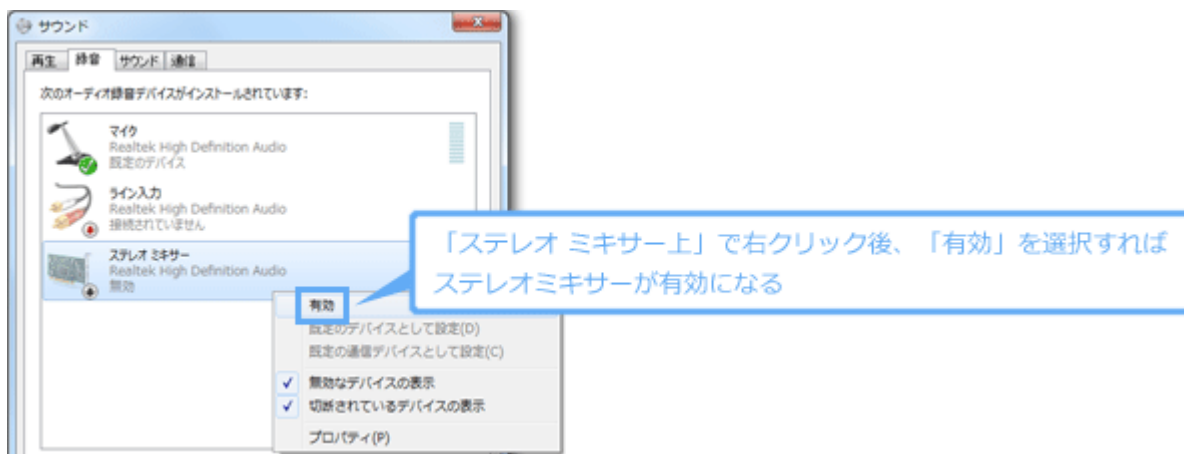 サウンド
再生 録音 サウンド 通信
次のオーディオ録音デバイスがインストールされています:
マイク
Realtek High Definition Audio
既定のデバイス
ライン入力
Realtek High Definition Audio
接続されていません
ステレオ ミキサー
Realtek High Definition Audio
無効
「ステレオ ミキサー上」で右クリック後、「有効」を選択すれば
ステレオミキサーが有効になる
有効
既定のデバイスとして設定(D)
既定の通信デバイスとして設定(C)
無効なデバイスの表示
切断されているデバイスの表示
プロパティ(P)